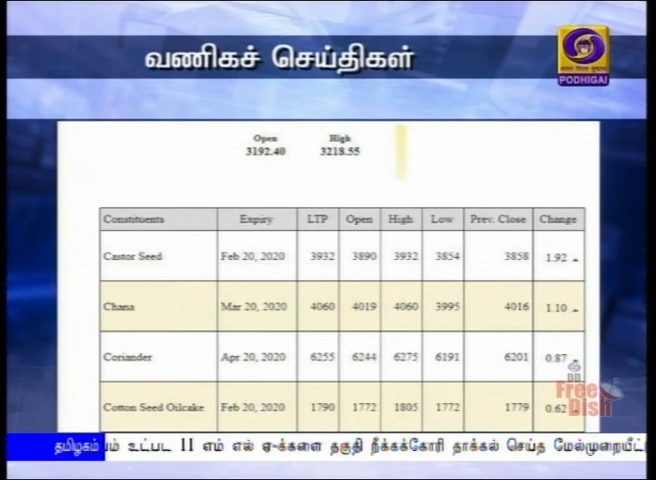 வணிகச் செய்திகள்
PODHIGAI
Open High
3192.40 3218.55
Constituents Expiry LTP Open High Low Prev. Close Change
Castor Seed Feb 20, 2020 3932 3890 3932 3854 3858 1.92
Chana Mar 20, 2020 4060 4019 4060 3995 4016 1.10
Coriander Apr 20, 2020 6255 6244 6275 6191 6201 0.87
Cotton Seed Oilcake Feb 20, 2020 1790 1772 1805 1772 1779 0.62
DD
Free Dish
தமிழகம் உட்பட 11 எம் எல் ஏ-க்களை தகுதி நீக்கக்கோரி தாக்கல் செய்த